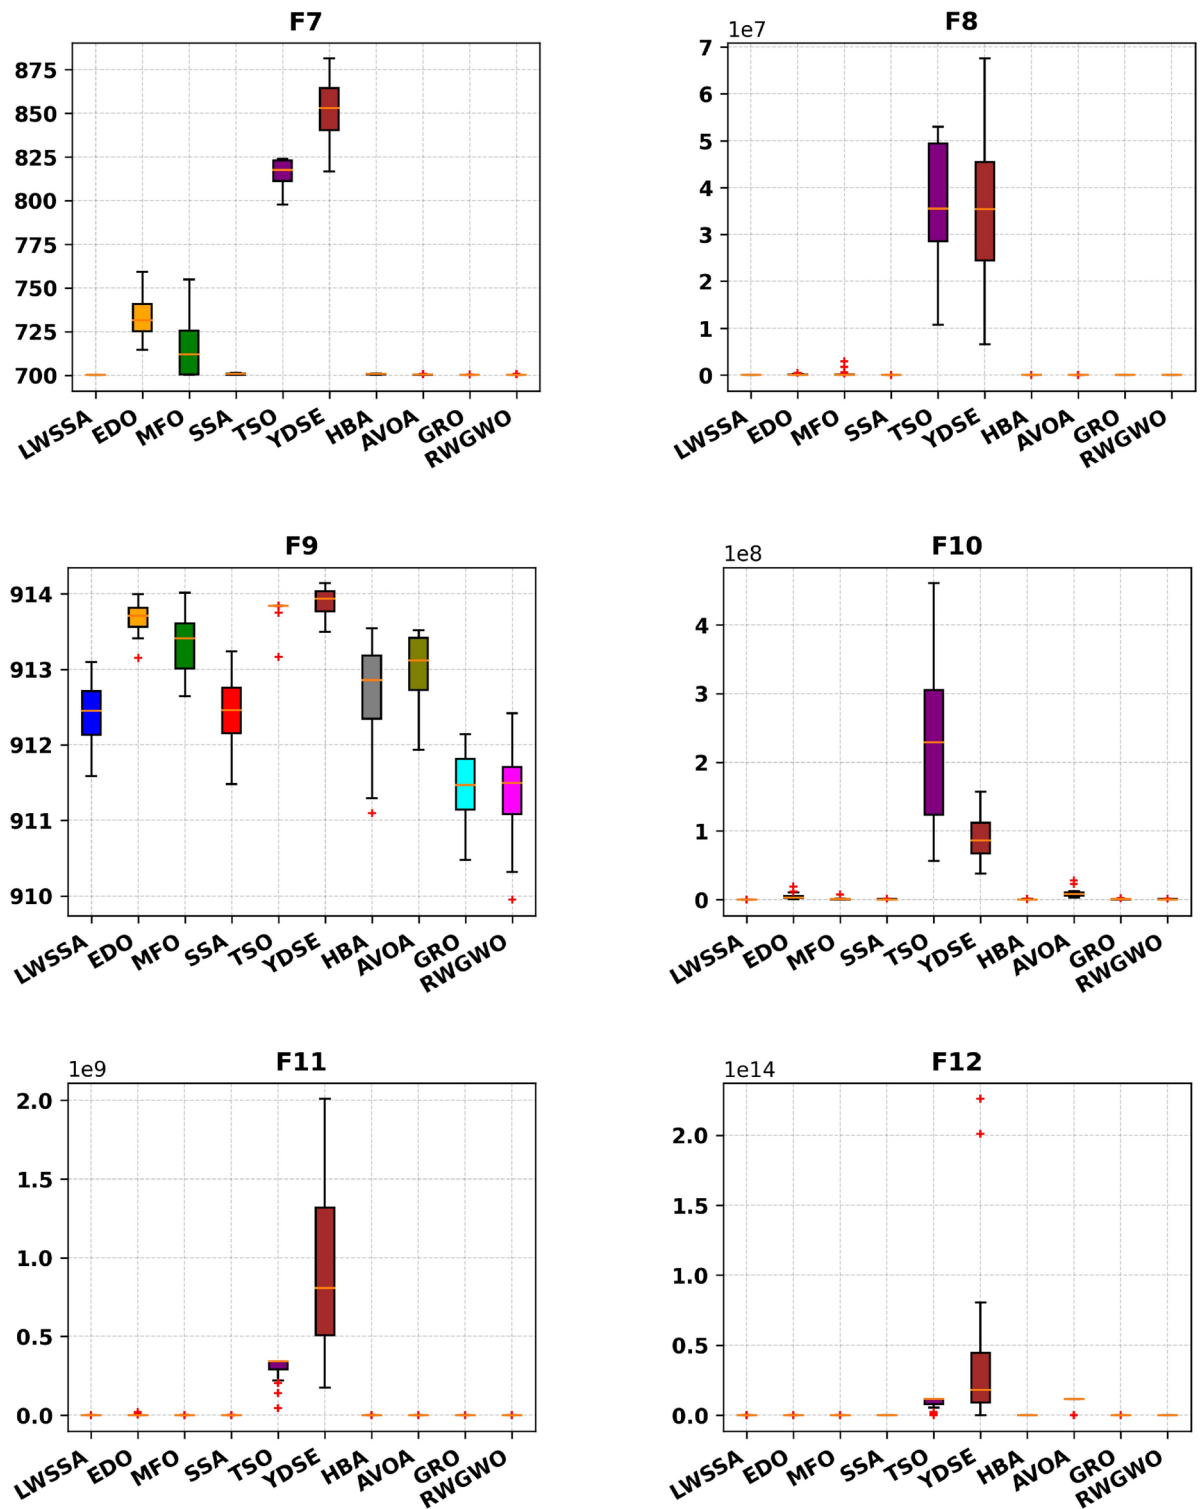 F7
875
850
825
800
775
750
725
700
LWSSA
EDO
MFO
SSA
TSO
YDSE
HBA
AVOA
GRO
RWGWO
F8
1e7
7
6
5
4
3
2
1
0
LWSSA
EDO
MFO
SSA
TSO
YDSE
HBA
AVOA
GRO
RWGWO
F9
914
913
912
911
910
LWSSA
EDO
MFO
SSA
TSO
YDSE
HBA
AVOA
GRO
RWGWO
F10
1e8
4
3
2
1
0
LWSSA
EDO
MFO
SSA
TSO
YDSE
HBA
AVOA
GRO
RWGWO
F11
1e9
2.0
1.5
1.0
0.5
0.0
LWSSA
EDO
MFO
SSA
TSO
YDSE
HBA
AVOA
GRO
RWGWO
F12
1e14
2.0
1.5
1.0
0.5
0.0
LWSSA
EDO
MFO
SSA
TSO
YDSE
HBA
AVOA
GRO
RWGWO